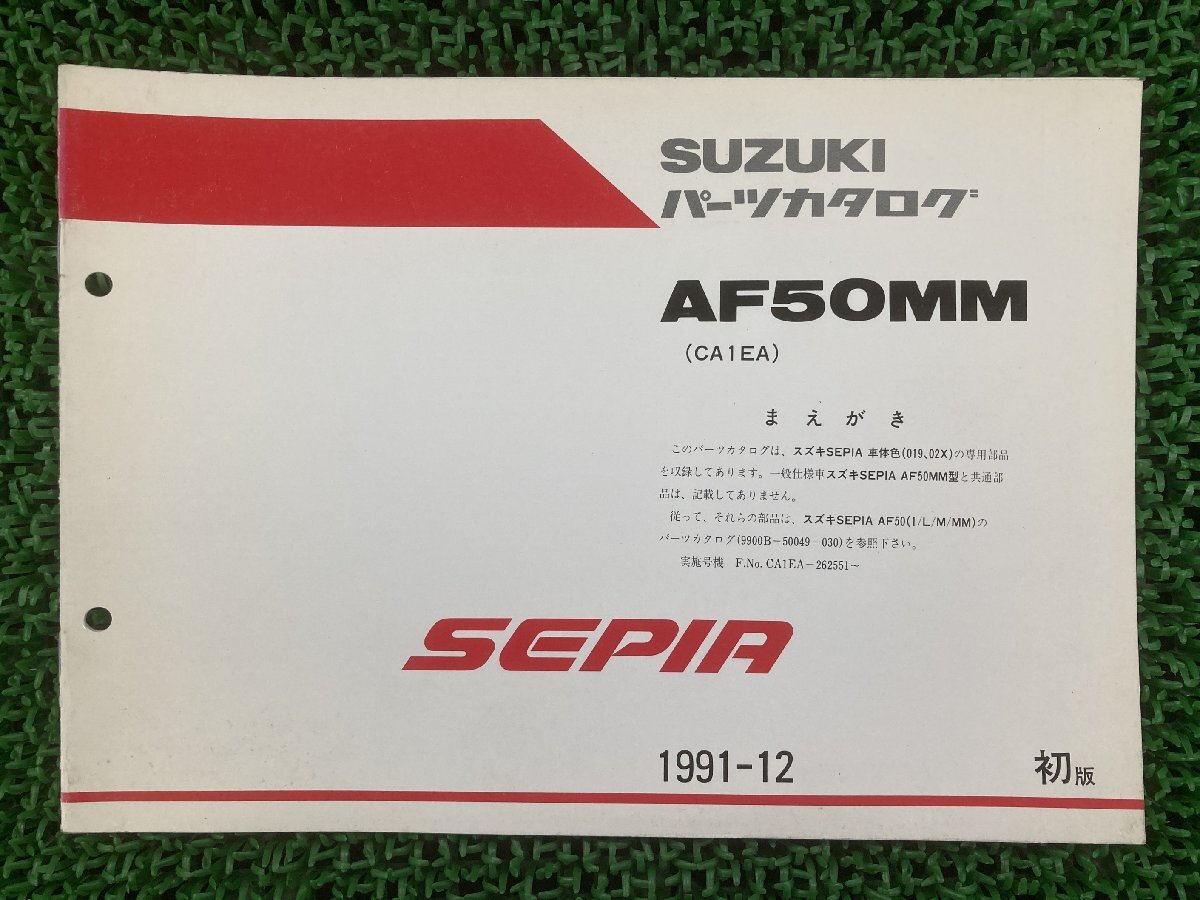 SUZUKI
パーツカタログ
AF50MM
(CA1EA)
まえがき
このパーツカタログは、スズキSEPIA 車体色(019、02X)の専用部品
を収録してあります。一般仕様車スズキSEPIA AF50MM型と共通部
品は、記載してありません。
従って、それらの部品は、スズキSEPIA AF50(I/L/M/MM)の
パーツカタログ(9900B-50049-030)を参照下さい。
実施号機 F.No. CA1EA-262551~
SEPIA
1991-12 初版